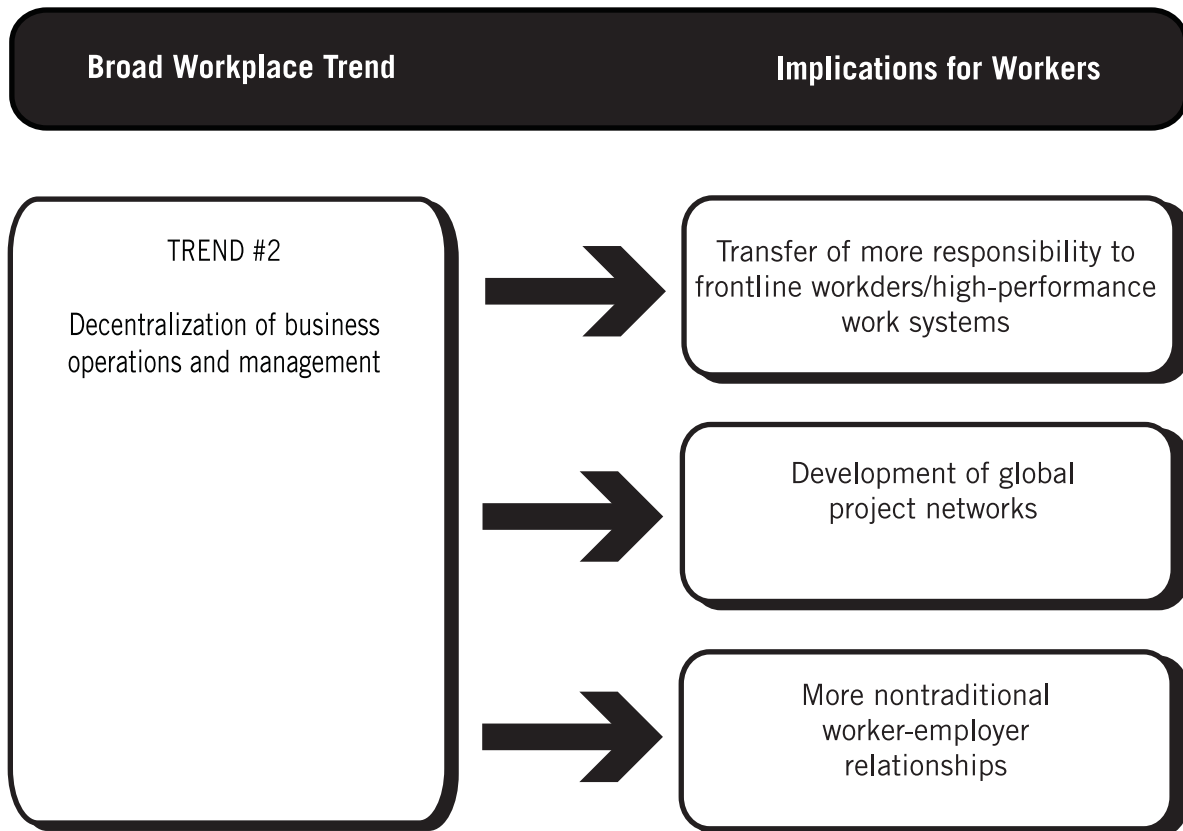 Broad Workplace Trend
Implications for Workers
TREND #2
Decentralization of business
operations and management
Transfer of more responsibility to
frontline workders/high-performance
work systems
Development of global
project networks
More nontraditional
worker-employer
relationships